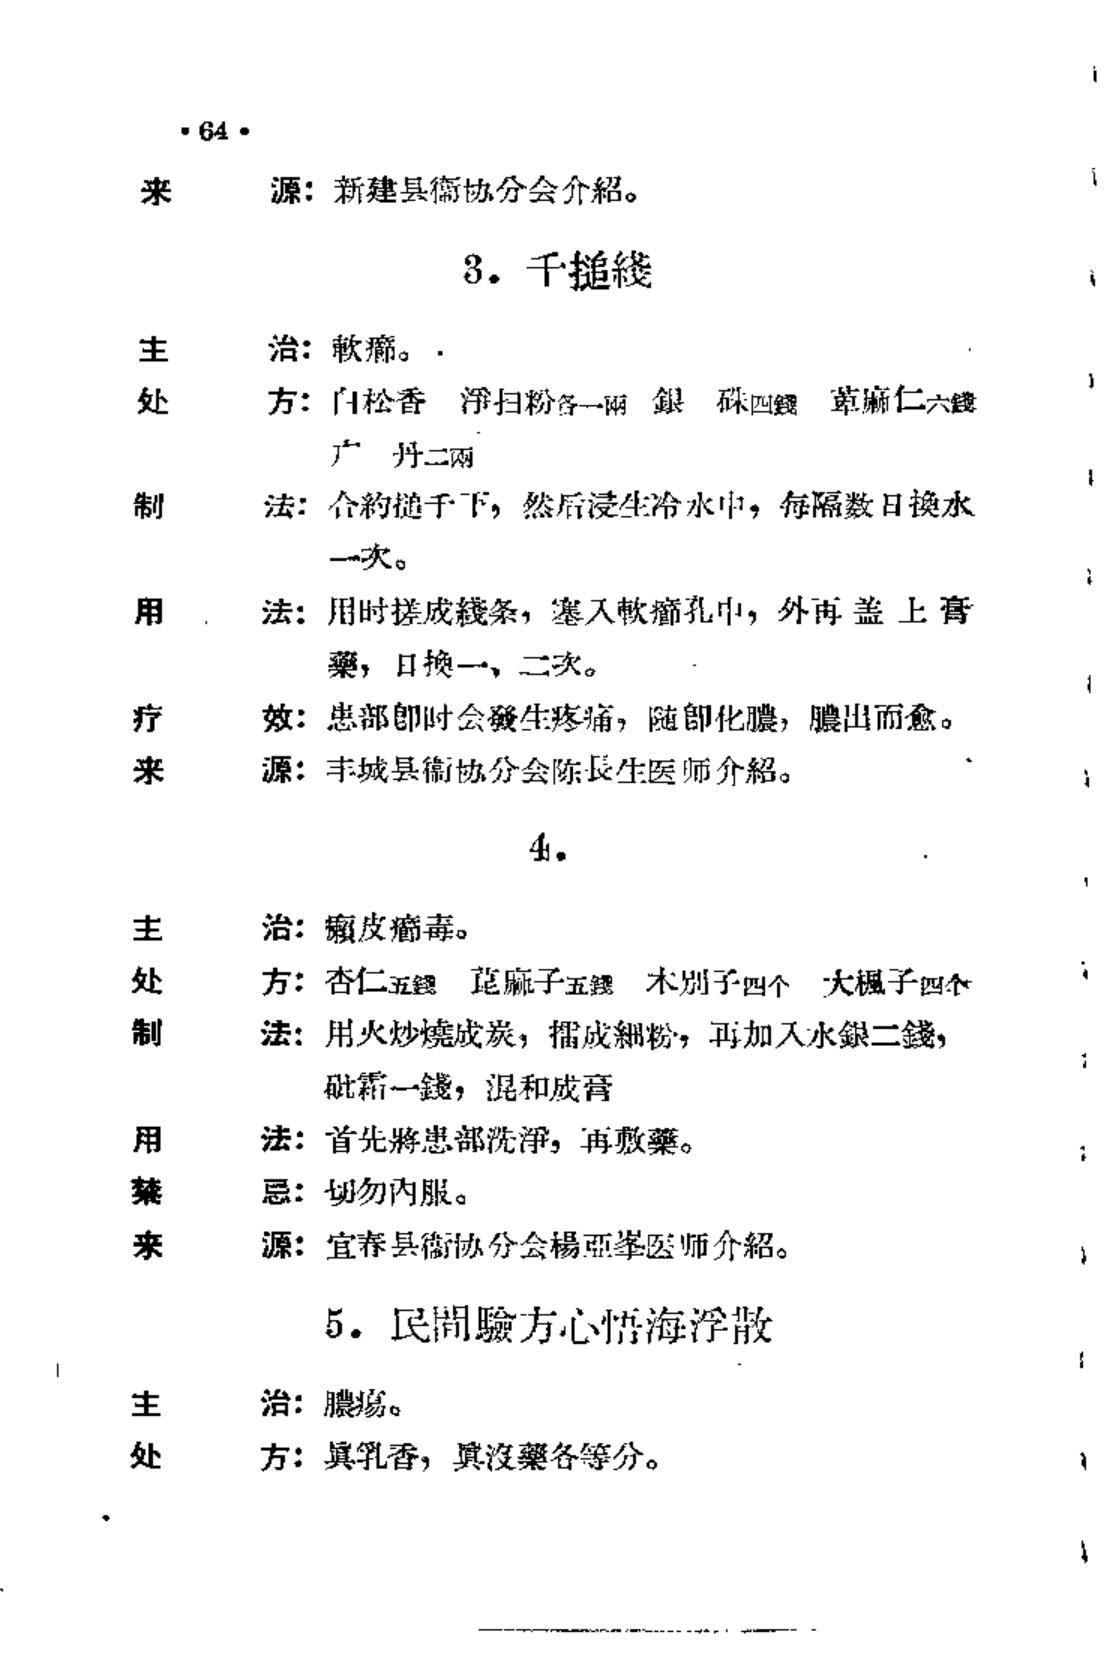 •64•
来 源：新建县衞协分会介紹。
3．千搥綫
主 治：軟癤。
处 方：白松香 淨扫粉各一兩 銀 硃四錢 萆麻仁六錢
广 丹二兩
制 法：合約搥千下，然后浸生冷水中，每隔数日换水
一次。
用 法：用时搓成綫条，塞入軟癤孔中，外再盖上膏
藥，日换一、二次。
疗 效：患部卽时会發生疼痛，随卽化膿，膿出而愈。
来 源：丰城县衞协分会陈長生医师介紹。
4．
主 治：癩皮癤毒。
处 方：杏仁五錢 萞麻子五錢 木別子四个 大楓子四个
制 法：用火炒燒成炭，擂成細粉，再加入水銀二錢，
砒霜一錢，混和成膏
用 法：首先將患部洗淨，再敷藥。
禁 忌：切勿內服。
来 源：宜春县衞协分会楊亞峯医师介紹。
5．民間驗方心悟海浮散
主 治：膿瘍。
处 方：眞乳香，眞沒藥各等分。